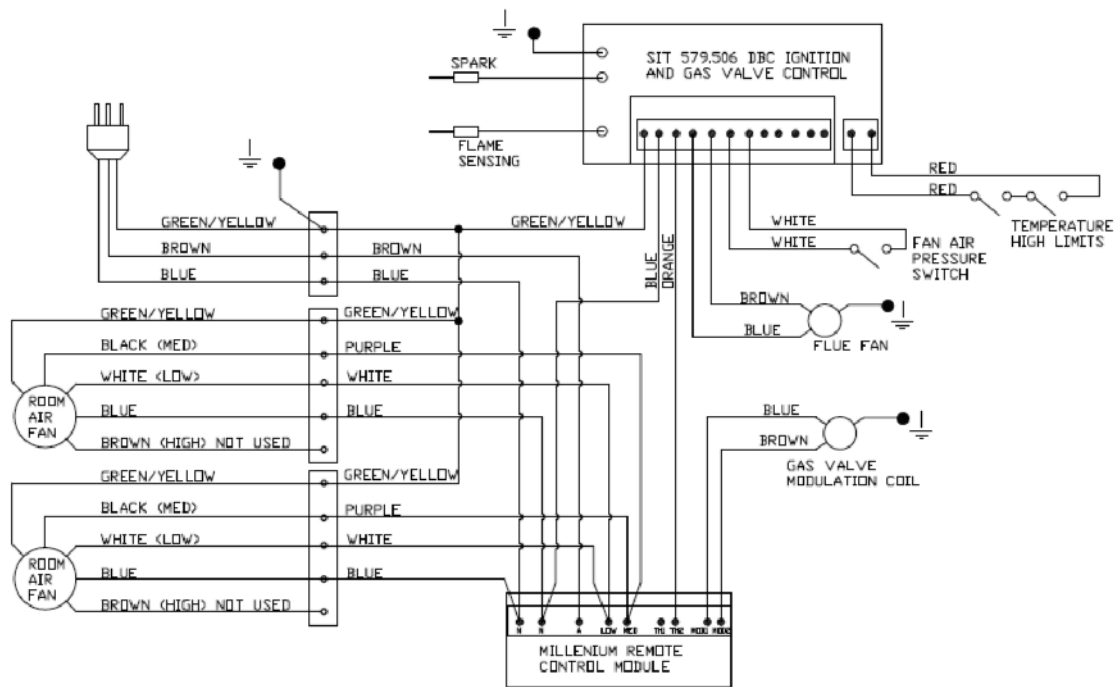 SIT 579.506 DBC IGNITION
AND GAS VALVE CONTROL
SPARK
FLAME
SENSING
RED
RED
TEMPERATURE
HIGH LIMITS
WHITE
WHITE
FAN AIR
PRESSURE
SWITCH
GREEN/YELLOW
GREEN/YELLOW
BROWN
BROWN
BLUE
BLUE
BLUE
ORANGE
BROWN
BLUE
FLUE FAN
GREEN/YELLOW
GREEN/YELLOW
BLACK (MED)
PURPLE
WHITE (LOW)
WHITE
ROOM
AIR
FAN
BLUE
BLUE
BROWN (HIGH) NOT USED
BLUE
BROWN
GAS VALVE
MODULATION COIL
GREEN/YELLOW
GREEN/YELLOW
BLACK (MED)
PURPLE
WHITE (LOW)
WHITE
ROOM
AIR
FAN
BLUE
BLUE
BROWN (HIGH) NOT USED
N N A LOW MED TH1 TH2 MOD1 MOD2
MILLENIUM REMOTE
CONTROL MODULE